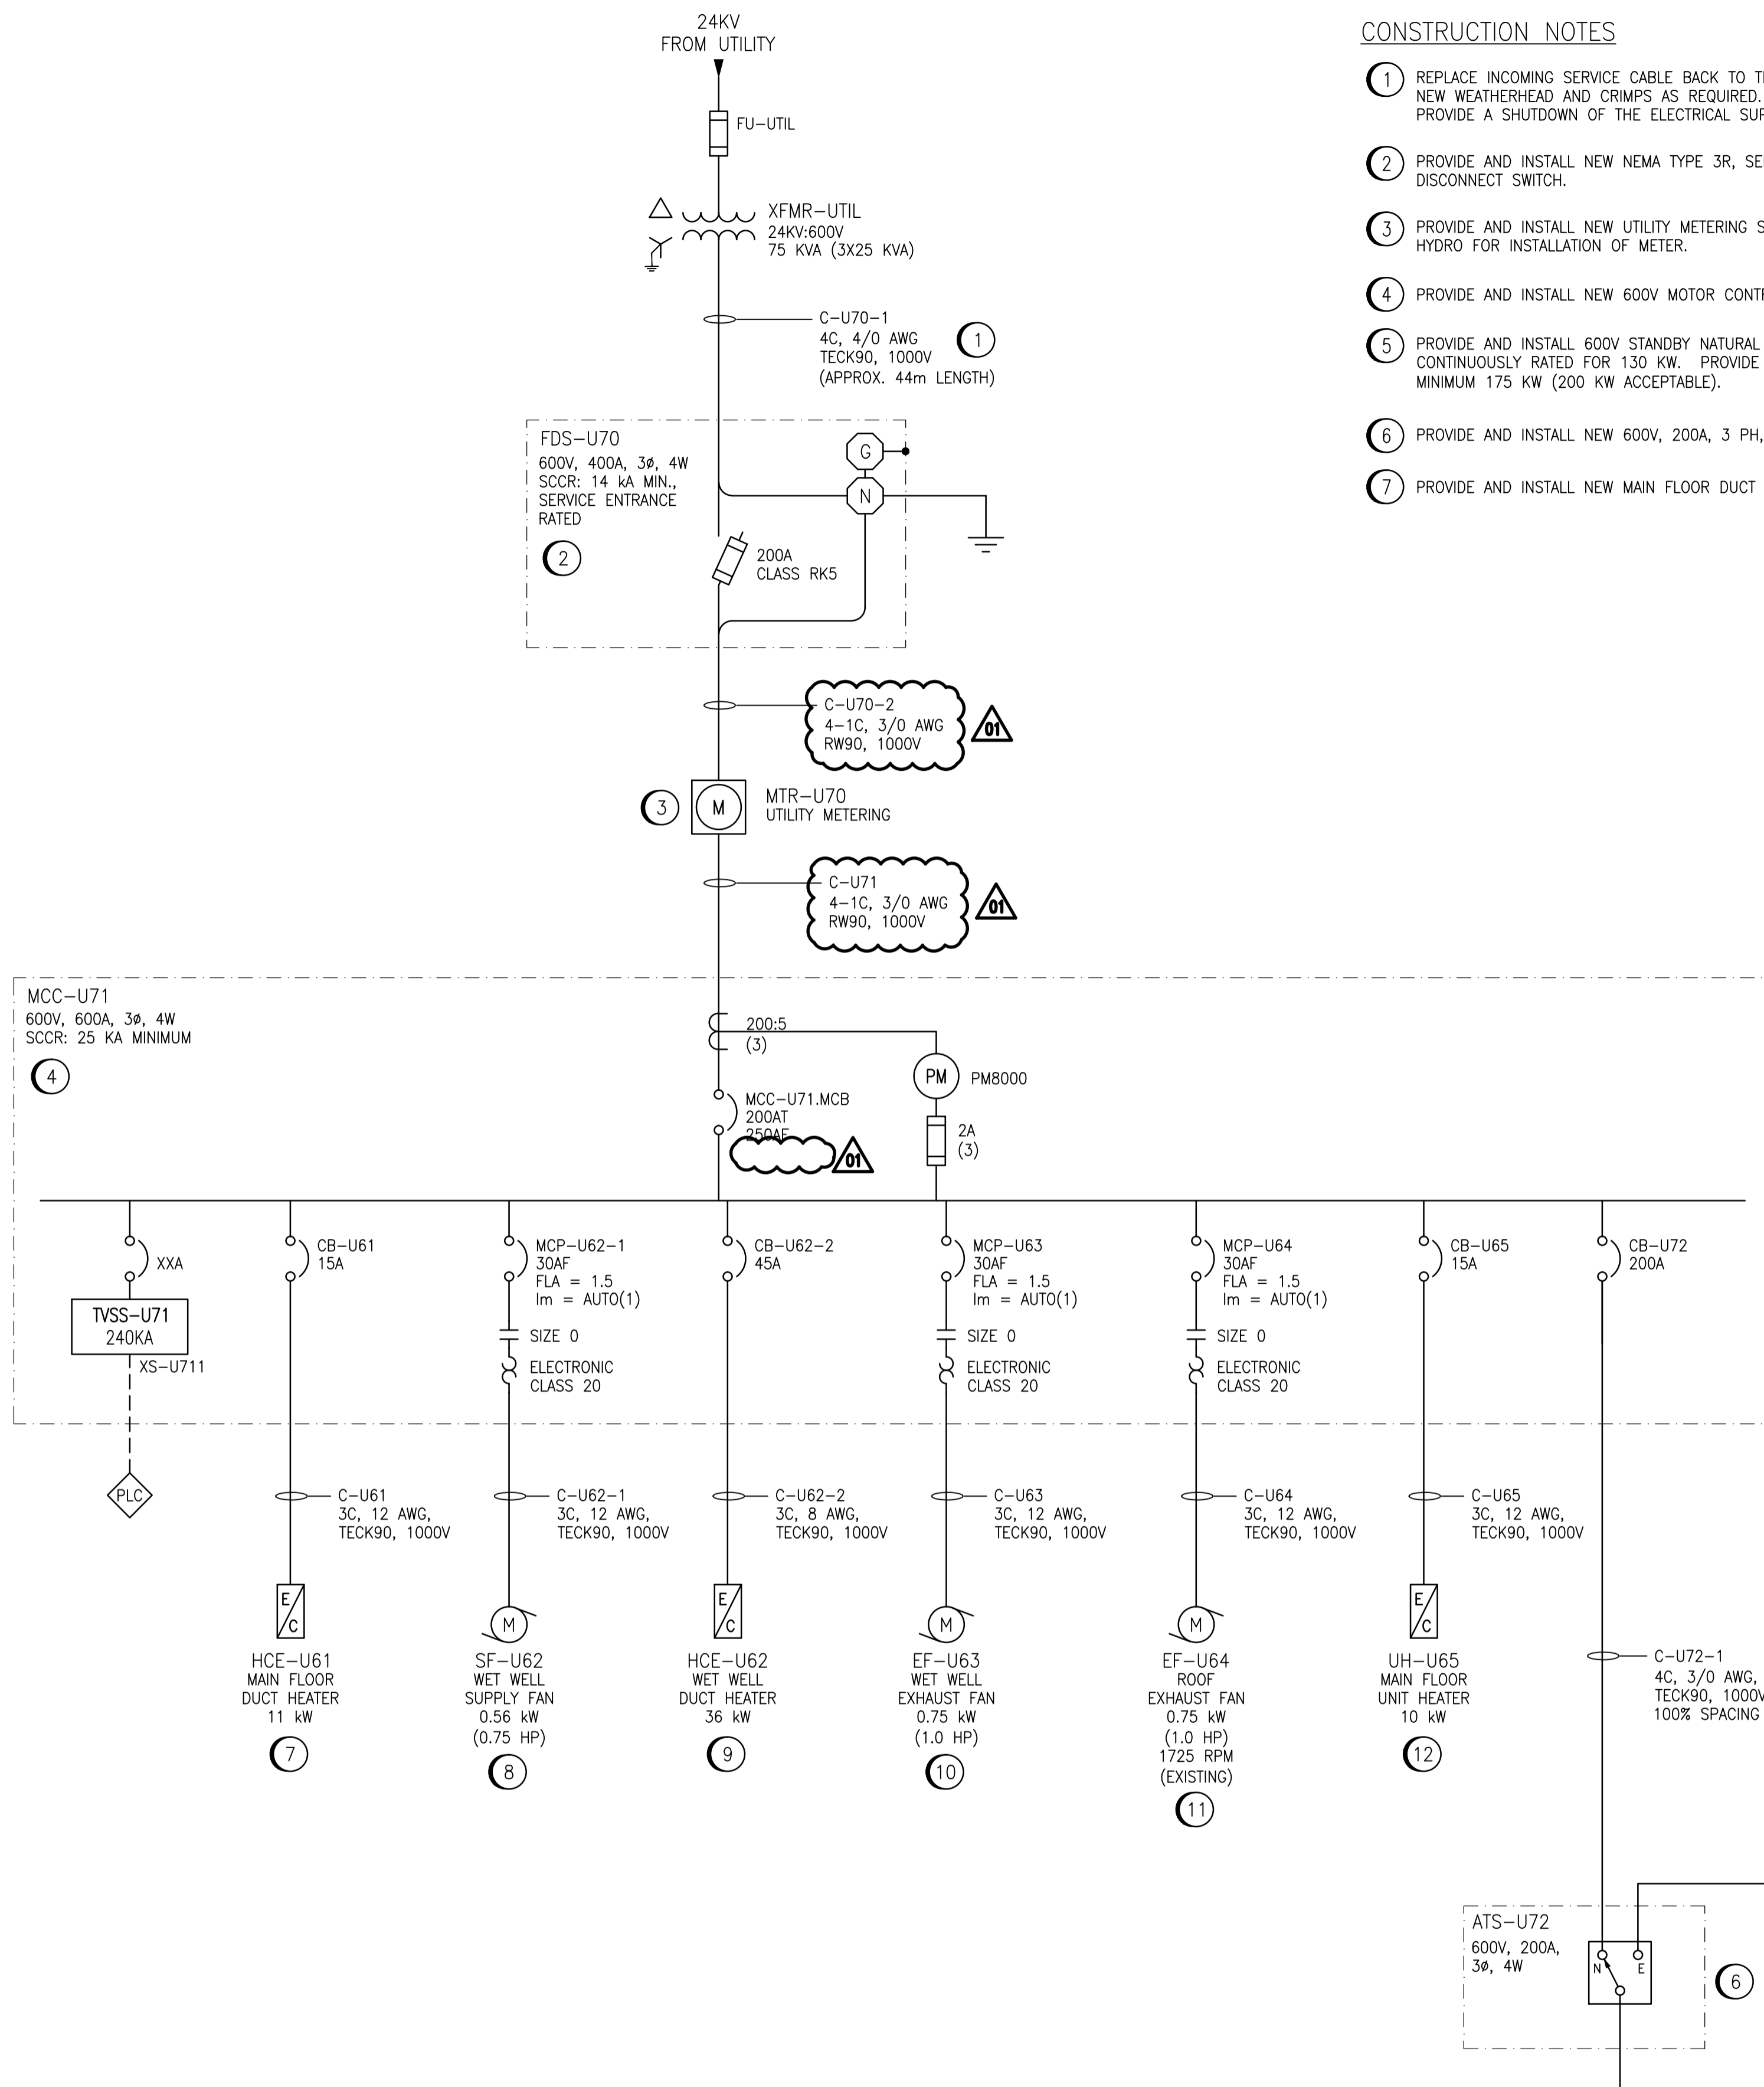 24KV
FROM UTILITY
FU-UTIL
XFMR-UTIL
24KV:600V
75 KVA (3X25 KVA)
C-U70-1
4C, 4/0 AWG
TECK90, 1000V
(APPROX. 44m LENGTH)
1
FDS-U70
600V, 400A, 3ø, 4W
SCCR: 14 kA MIN.,
SERVICE ENTRANCE
RATED
2
G
N
200A
CLASS RK5
C-U70-2
4-1C, 3/0 AWG
RW90, 1000V
01
3
M
MTR-U70
UTILITY METERING
C-U71
4-1C, 3/0 AWG
RW90, 1000V
01
CONSTRUCTION NOTES
1 REPLACE INCOMING SERVICE CABLE BACK TO
NEW WEATHERHEAD AND CRIMPS AS REQUIRED.
PROVIDE A SHUTDOWN OF THE ELECTRICAL
2 PROVIDE AND INSTALL NEW NEMA TYPE 3R,
DISCONNECT SWITCH.
3 PROVIDE AND INSTALL NEW UTILITY METERING
HYDRO FOR INSTALLATION OF METER.
4 PROVIDE AND INSTALL NEW 600V MOTOR
5 PROVIDE AND INSTALL 600V STANDBY NATURAL
CONTINUOUSLY RATED FOR 130 KW. PROVIDE
MINIMUM 175 KW (200 KW ACCEPTABLE).
6 PROVIDE AND INSTALL NEW 600V, 200A, 3 PH,
7 PROVIDE AND INSTALL NEW MAIN FLOOR DUCT
MCC-U71
600V, 600A, 3ø, 4W
SCCR: 25 KA MINIMUM
4
200:5
(3)
PM
PM8000
MCC-U71.MCB
200AT
250AF
01
2A
(3)
XXA
TVSS-U71
240KA
XS-U711
PLC
CB-U61
15A
MCP-U62-1
30AF
FLA = 1.5
Im = AUTO(1)
SIZE 0
ELECTRONIC
CLASS 20
CB-U62-2
45A
MCP-U63
30AF
FLA = 1.5
Im = AUTO(1)
SIZE 0
ELECTRONIC
CLASS 20
MCP-U64
30AF
FLA = 1.5
Im = AUTO(1)
SIZE 0
ELECTRONIC
CLASS 20
CB-U65
15A
CB-U72
200A
C-U61
3C, 12 AWG,
TECK90, 1000V
C-U62-1
3C, 12 AWG,
TECK90, 1000V
C-U62-2
3C, 8 AWG,
TECK90, 1000V
C-U63
3C, 12 AWG,
TECK90, 1000V
C-U64
3C, 12 AWG,
TECK90, 1000V
C-U65
3C, 12 AWG,
TECK90, 1000V
E
C
HCE-U61
MAIN FLOOR
DUCT HEATER
11 kW
7
M
SF-U62
WET WELL
SUPPLY FAN
0.56 kW
(0.75 HP)
8
E
C
HCE-U62
WET WELL
DUCT HEATER
36 kW
9
M
EF-U63
WET WELL
EXHAUST FAN
0.75 kW
(1.0 HP)
10
M
EF-U64
ROOF
EXHAUST FAN
0.75 kW
(1.0 HP)
1725 RPM
(EXISTING)
11
E
C
UH-U65
MAIN FLOOR
UNIT HEATER
10 kW
12
C-U72-1
4C, 3/0 AWG,
TECK90, 1000V
100% SPACING
ATS-U72
600V, 200A,
3ø, 4W
N
E
6